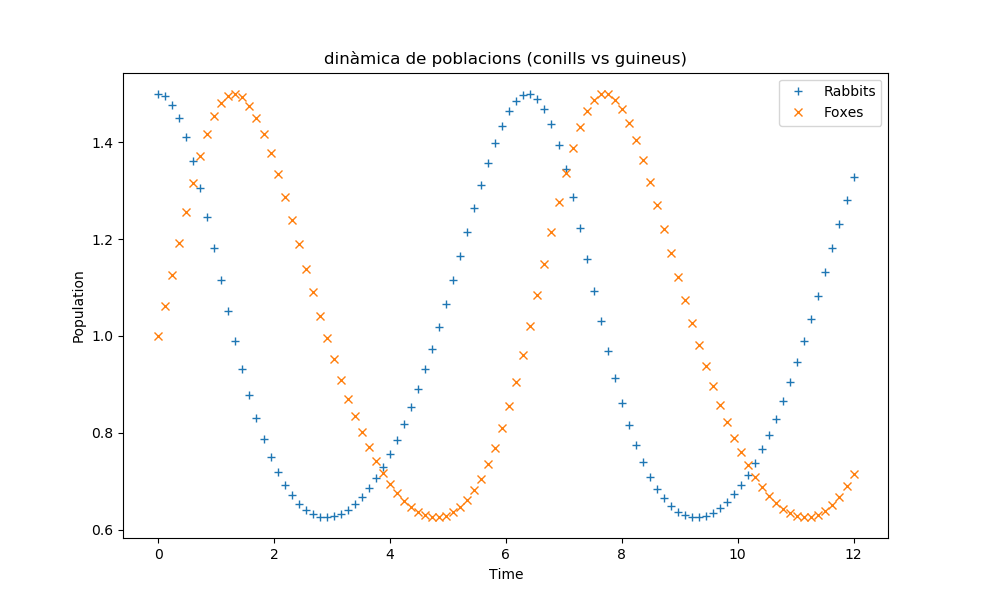 dinàmica de poblacions (conills vs guineus)
Rabbits
Foxes
Population
1.4
1.2
1.0
0.8
0.6
0 2 4 6 8 10 12
Time